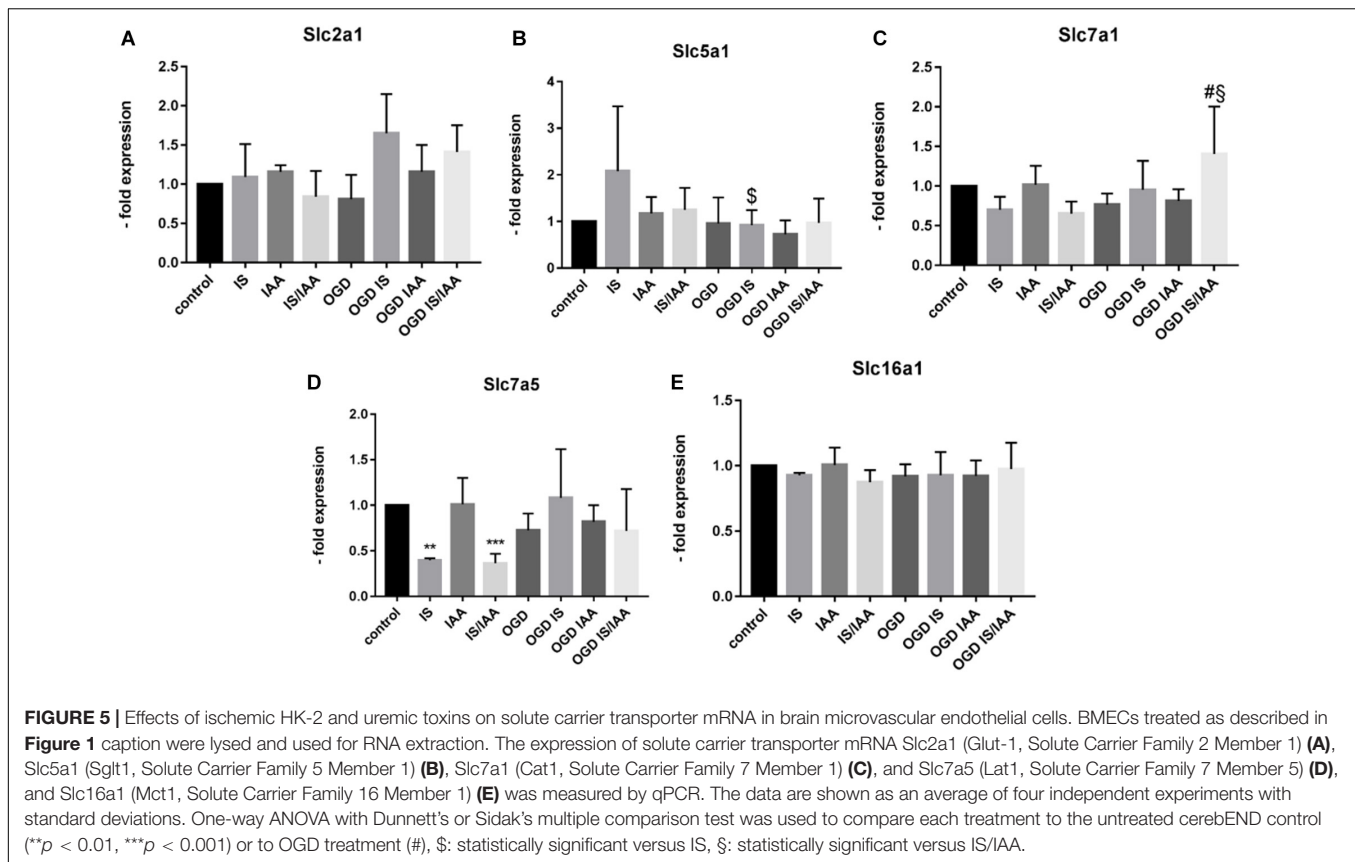 A
Slc2a1
- fold expression
2.5
2.0
1.5
1.0
0.5
0.0
control
IS
IAA
IS/IAA
OGD
OGD IS
OGD IAA
OGD IS/IAA
B
Slc5a1
- fold expression
4
3
2
1
0
$
control
IS
IAA
IS/IAA
OGD
OGD IS
OGD IAA
OGD IS/IAA
C
Slc7a1
- fold expression
2.5
2.0
1.5
1.0
0.5
0.0
#§
control
IS
IAA
IS/IAA
OGD
OGD IS
OGD IAA
OGD IS/IAA
D
Slc7a5
- fold expression
2.0
1.5
1.0
0.5
0.0
**
***
control
IS
IAA
IS/IAA
OGD
OGD IS
OGD IAA
OGD IS/IAA
E
Slc16a1
- fold expression
1.5
1.0
0.5
0.0
control
IS
IAA
IS/IAA
OGD
OGD IS
OGD IAA
OGD IS/IAA
FIGURE 5 | Effects of ischemic HK-2 and uremic toxins on solute carrier transporter mRNA in brain microvascular endothelial cells. BMECs treated as described in
Figure 1 caption were lysed and used for RNA extraction. The expression of solute carrier transporter mRNA Slc2a1 (Glut-1, Solute Carrier Family 2 Member 1) (A),
Slc5a1 (Sglt1, Solute Carrier Family 5 Member 1) (B), Slc7a1 (Cat1, Solute Carrier Family 7 Member 1) (C), and Slc7a5 (Lat1, Solute Carrier Family 7 Member 5) (D),
and Slc16a1 (Mct1, Solute Carrier Family 16 Member 1) (E) was measured by qPCR. The data are shown as an average of four independent experiments with
standard deviations. One-way ANOVA with Dunnett's or Sidak's multiple comparison test was used to compare each treatment to the untreated cerebEND control
(**p < 0.01, ***p < 0.001) or to OGD treatment (#), $: statistically significant versus IS, §: statistically significant versus IS/IAA.